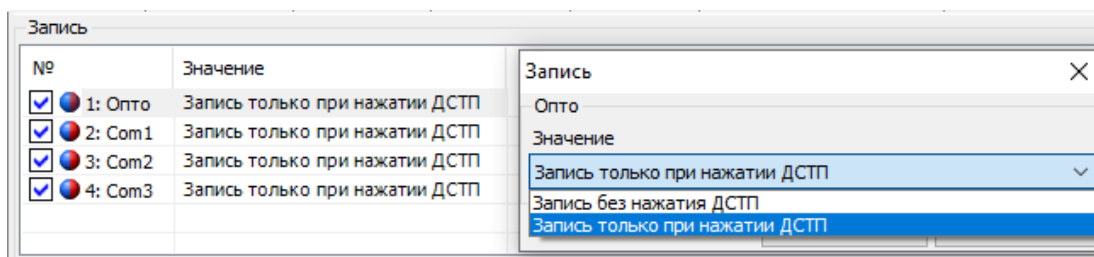 Запись
№ Значение
1: Опто Запись только при нажатии ДСТП
2: Com1 Запись только при нажатии ДСТП
3: Com2 Запись только при нажатии ДСТП
4: Com3 Запись только при нажатии ДСТП
Запись
Опто
Значение
Запись только при нажатии ДСТП
Запись без нажатия ДСТП
Запись только при нажатии ДСТП